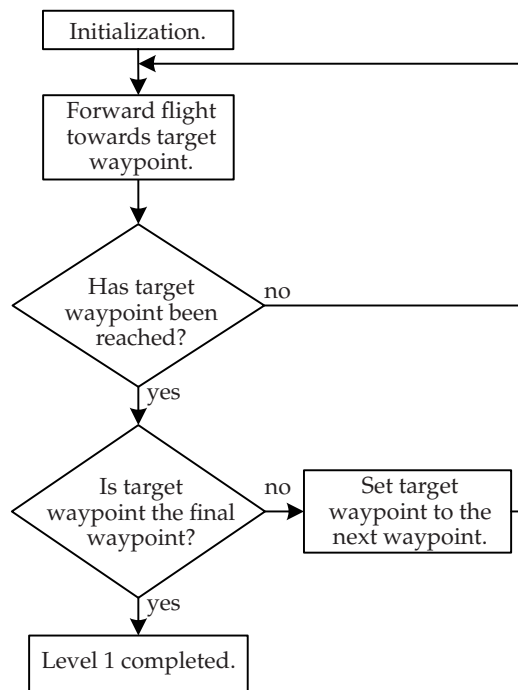 Initialization.
Forward flight
towards target
waypoint.
Has target
waypoint been
reached?
no
yes
Is target
waypoint the final
waypoint?
no
Set target
waypoint to the
next waypoint.
yes
Level 1 completed.